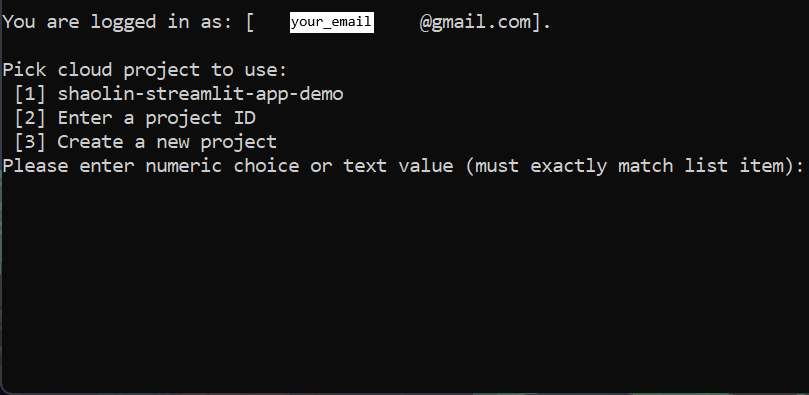 You are logged in as: [ your_email @gmail.com].
Pick cloud project to use:
[1] shaolin-streamlit-app-demo
[2] Enter a project ID
[3] Create a new project
Please enter numeric choice or text value (must exactly match list item):